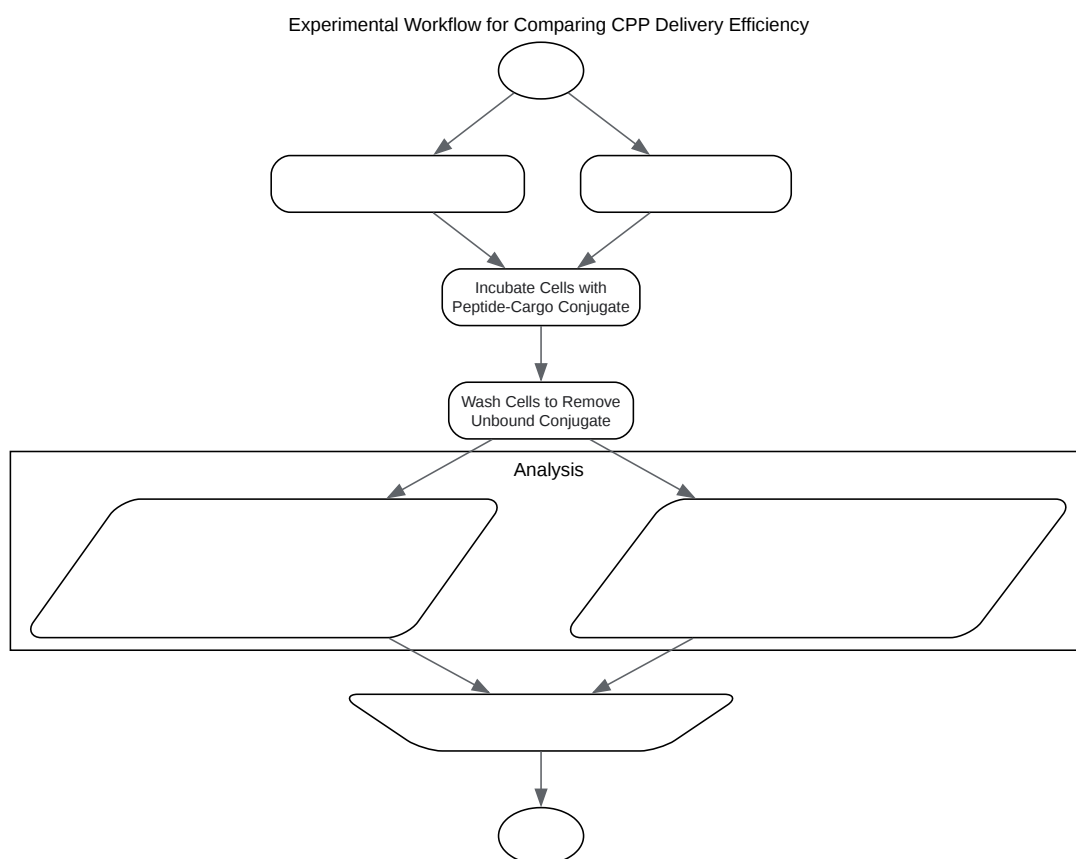 Experimental Workflow for Comparing CPP Delivery Efficiency
Incubate Cells with
Peptide-Cargo Conjugate
Wash Cells to Remove
Unbound Conjugate
Analysis